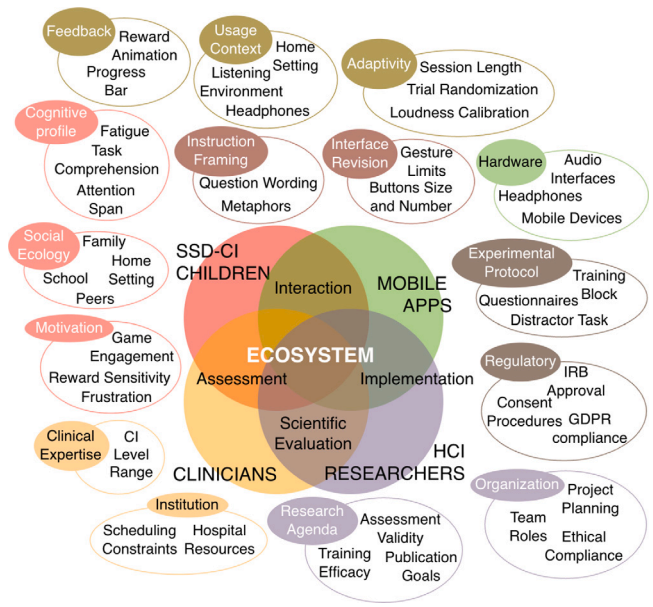 Feedback
Reward
Animation
Progress
Bar
Usage
Context
Home
Setting
Listening
Environment
Headphones
Adaptivity
Session Length
Trial Randomization
Loudness Calibration
Cognitive
profile
Fatigue
Task
Comprehension
Attention
Span
Instruction
Framing
Question Wording
Metaphors
Interface
Revision
Gesture
Limits
Buttons Size
and Number
Hardware
Audio
Interfaces
Headphones
Mobile Devices
Social
Ecology
Family
Home
Setting
School
Peers
SSD-CI
CHILDREN
Interaction
MOBILE
APPS
Experimental
Protocol
Training
Block
Questionnaires
Distractor Task
Motivation
Game
Engagement
Reward Sensitivity
Frustration
ECOSYSTEM
Assessment
Implementation
Regulatory
IRB
Approval
Consent
Procedures
GDPR
compliance
Clinical
Expertise
CI
Level
Range
Scientific
Evaluation
CLINICIANS
HCI
RESEARCHERS
Institution
Scheduling
Constraints
Hospital
Resources
Research
Agenda
Assessment
Validity
Training
Efficacy
Publication
Goals
Organization
Project
Planning
Team
Roles
Ethical
Compliance